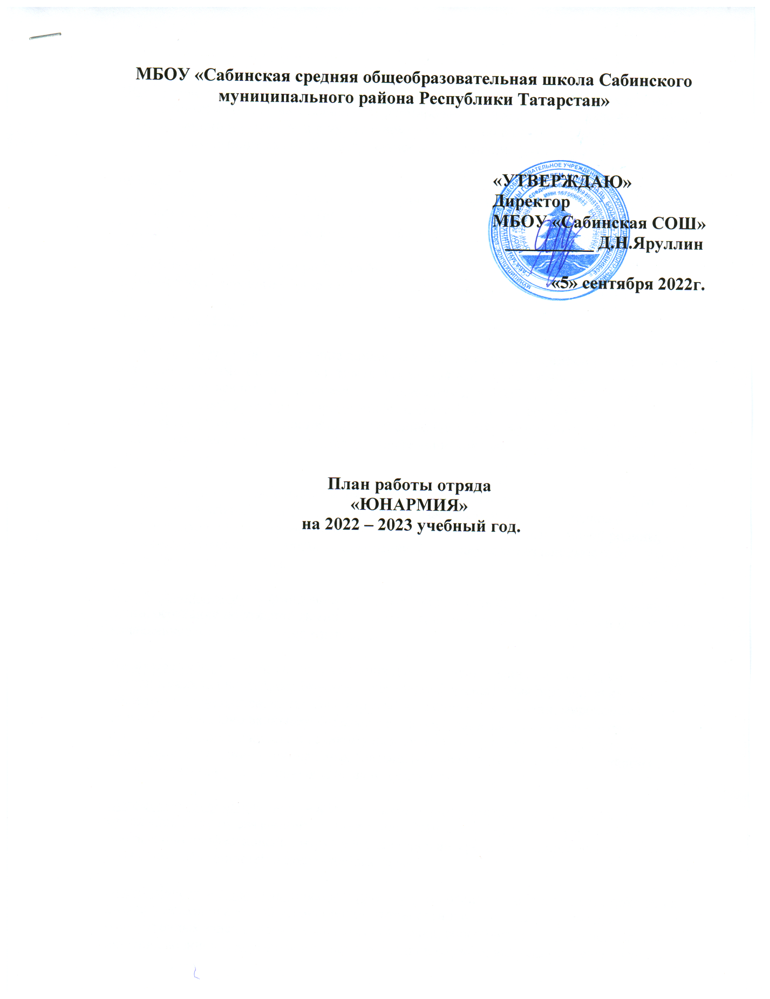 МБОУ «Сабинская средняя общеобразовательная школа Сабинского
муниципального района Республики Татарстан»
«УТВЕРЖДАЮ»
Директор
МБОУ «Сабинская СОШ»
____________ Д.Н.Яруллин
«5» сентября 2022г.
План работы отряда
«ЮНАРМИЯ»
на 2022 – 2023 учебный год.